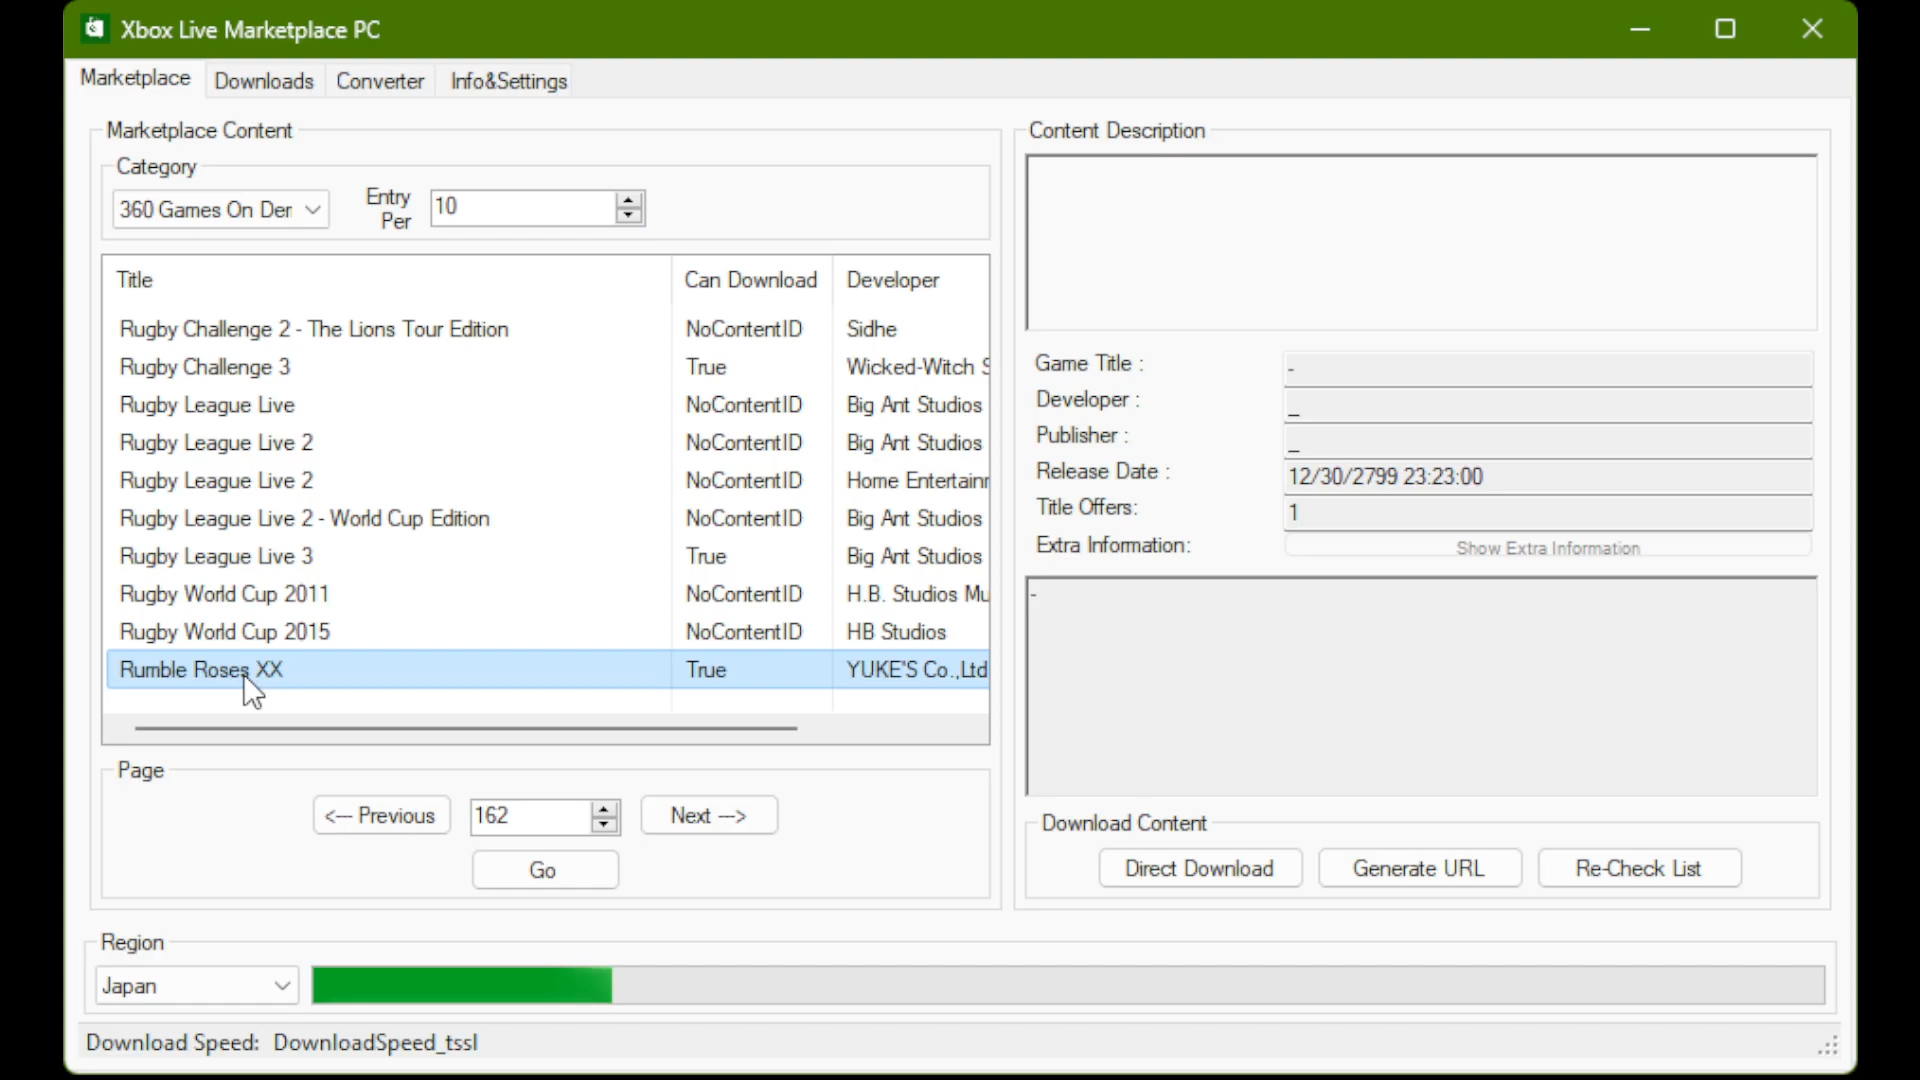 Xbox Live Marketplace PC
Marketplace Downloads Converter Info&Settings
Marketplace Content
Category
360 Games On Der
Entry Per
10
Title Can Download Developer
Rugby Challenge 2 - The Lions Tour Edition NoContentID Sidhe
Rugby Challenge 3 True Wicked-Witch S
Rugby League Live NoContentID Big Ant Studios
Rugby League Live 2 NoContentID Big Ant Studios
Rugby League Live 2 NoContentID Home Entertainr
Rugby League Live 2 - World Cup Edition NoContentID Big Ant Studios
Rugby League Live 3 True Big Ant Studios
Rugby World Cup 2011 NoContentID H.B. Studios Mu
Rugby World Cup 2015 NoContentID HB Studios
Rumble Roses XX True YUKE'S Co.,Ltd
Page
<-- Previous 162 Next -->
Go
Content Description
Game Title : -
Developer : _
Publisher : _
Release Date : 12/30/2799 23:23:00
Title Offers: 1
Extra Information: Show Extra Information
-
Download Content
Direct Download Generate URL Re-Check List
Region
Japan
Download Speed: DownloadSpeed_tssl